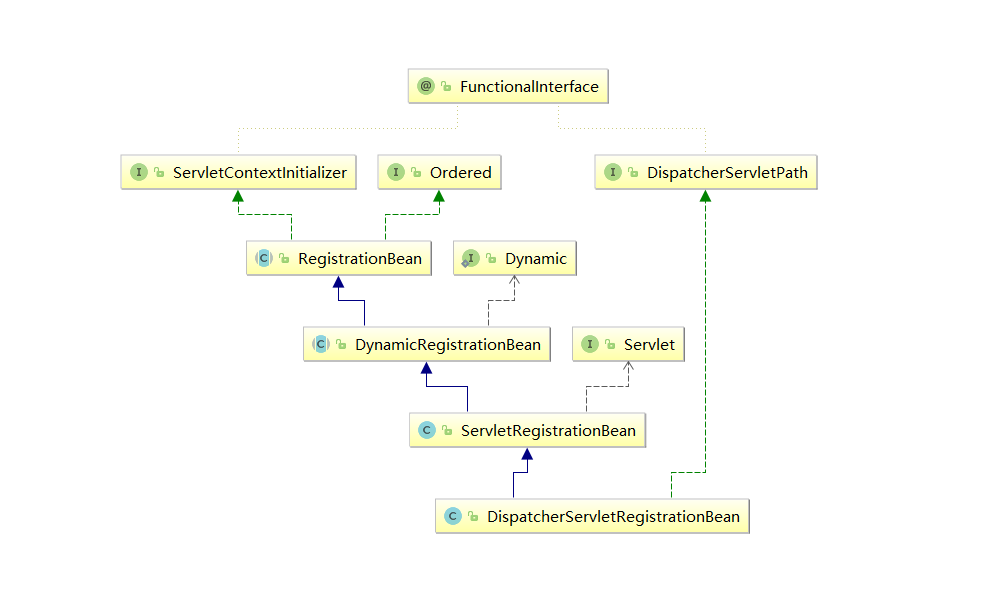 @ FunctionalInterface
I ServletContextInitializer
I Ordered
I DispatcherServletPath
C RegistrationBean
I Dynamic
C DynamicRegistrationBean
I Servlet
C ServletRegistrationBean
C DispatcherServletRegistrationBean